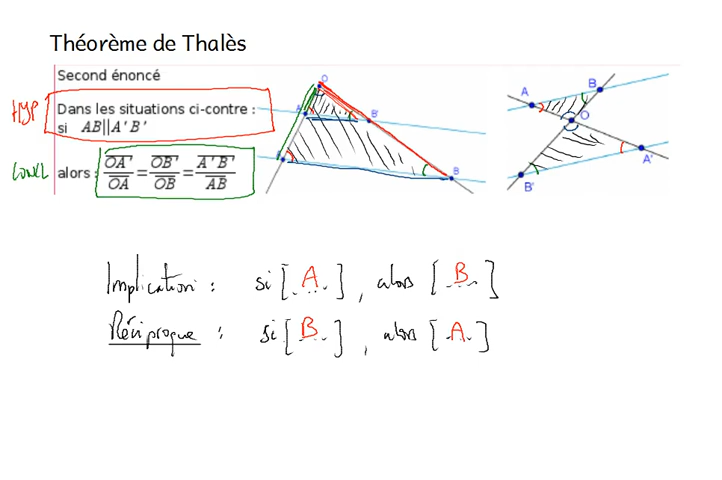 Théorème de Thalès
Second énoncé
HYP
Dans les situations ci-contre :
si AB||A'B'
CONCL
alors : OA'/OA = OB'/OB = A'B'/AB
O
A'
B'
A
B
A
B
O
A'
B'
Implication : si [ A ], alors [ B ]
Réciproque : si [ B ], alors [ A ]